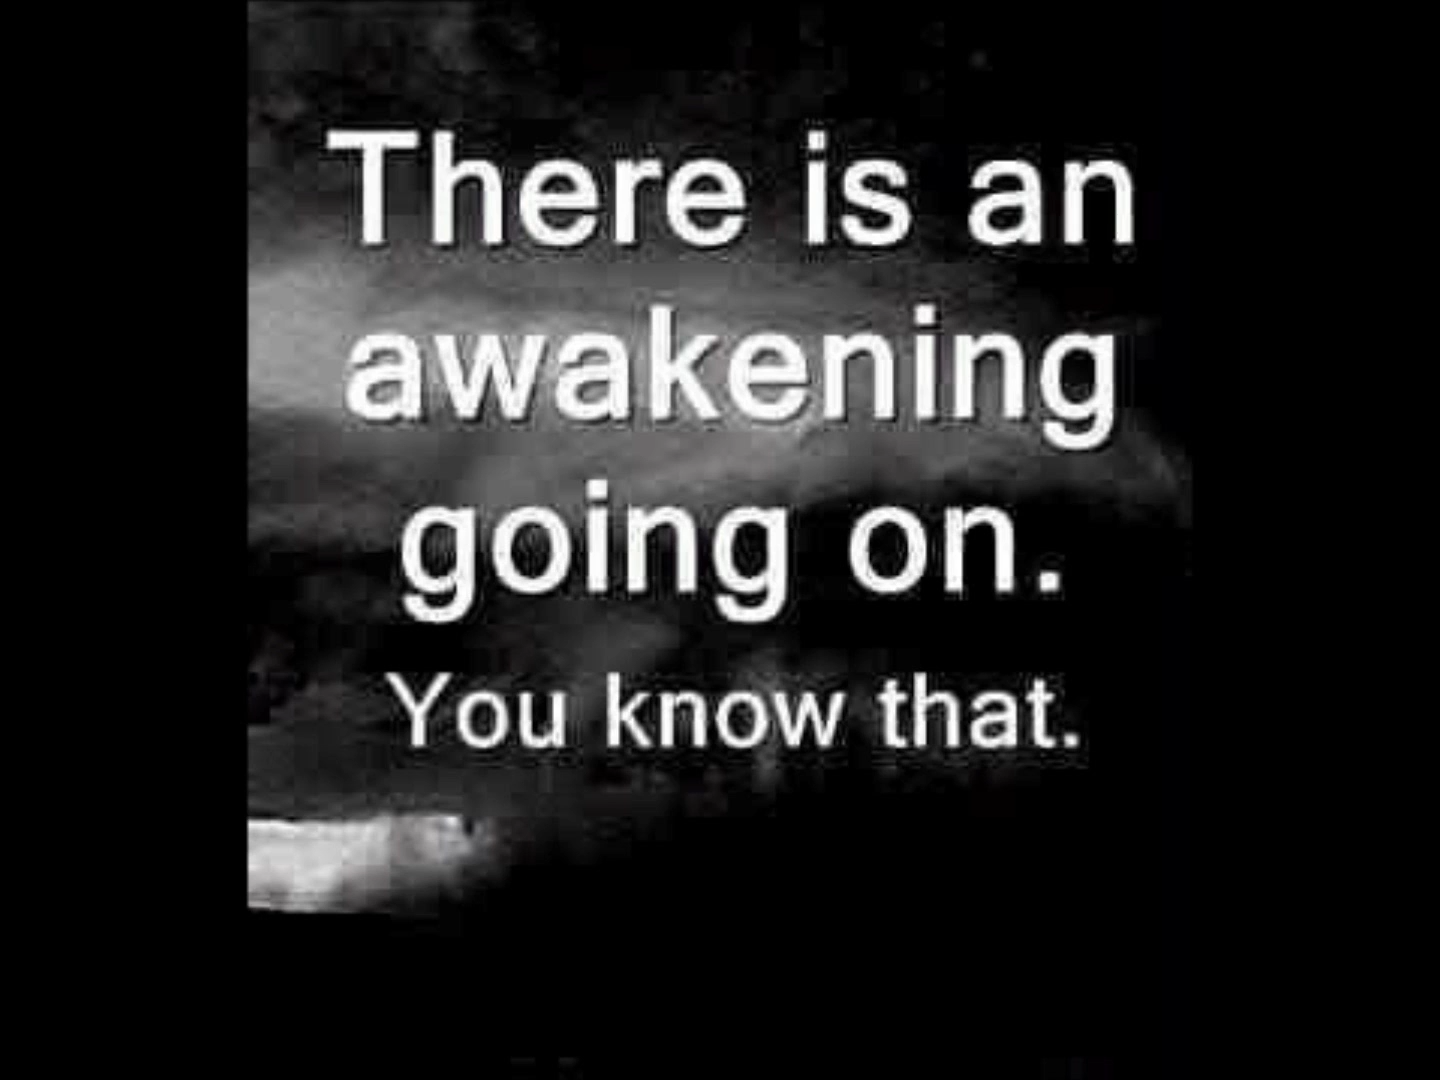 There is an
awakening
going on.
You know that.